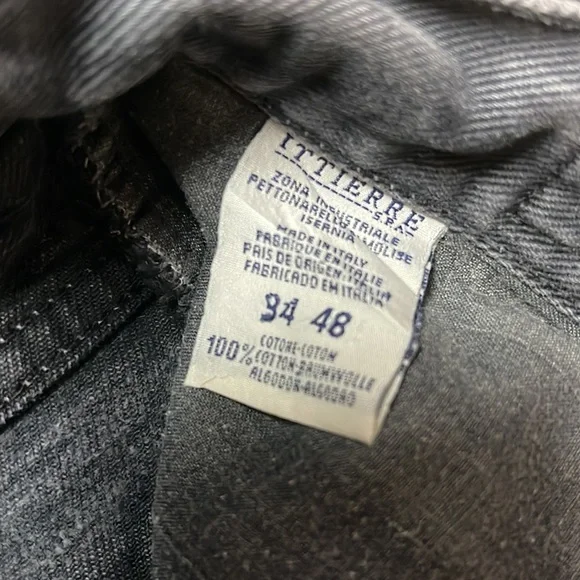 ITTIERRE
S.P.A.
ZONA INDUSTRIALE
PETTORANELLO
ISERNIA MOLISE
MADE IN ITALY
FABRIQUE EN ITALIE
PAIS DE ORIGEN ITALIA
FABRICADO EM ITALIA
34 48
COTONE-COTON
100% COTTON-BAUMWOLLE
ALGODON-ALGODAO